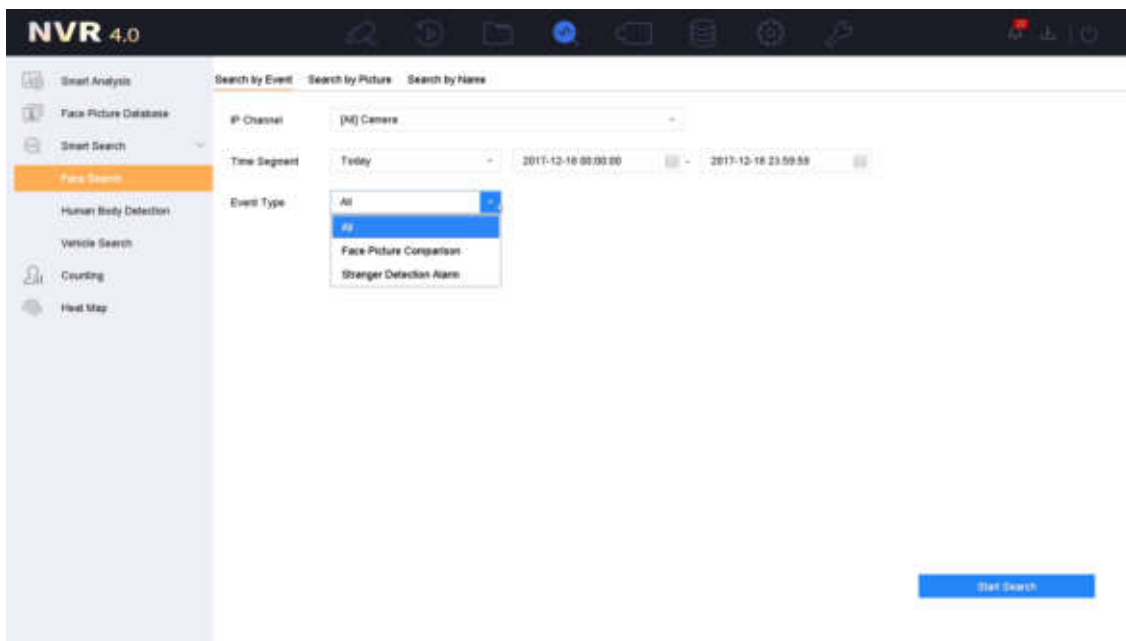 NVR 4.0
Smart Analysis
Face Picture Database
Smart Search
Face Search
Human Body Detection
Vehicle Search
Counting
Heat Map
Search by Event Search by Picture Search by Name
IP Channel [All] Camera
Time Segment Today 2017-12-18 00:00:00 - 2017-12-18 23:59:59
Event Type All
All
Face Picture Comparison
Stranger Detection Alarm
Start Search